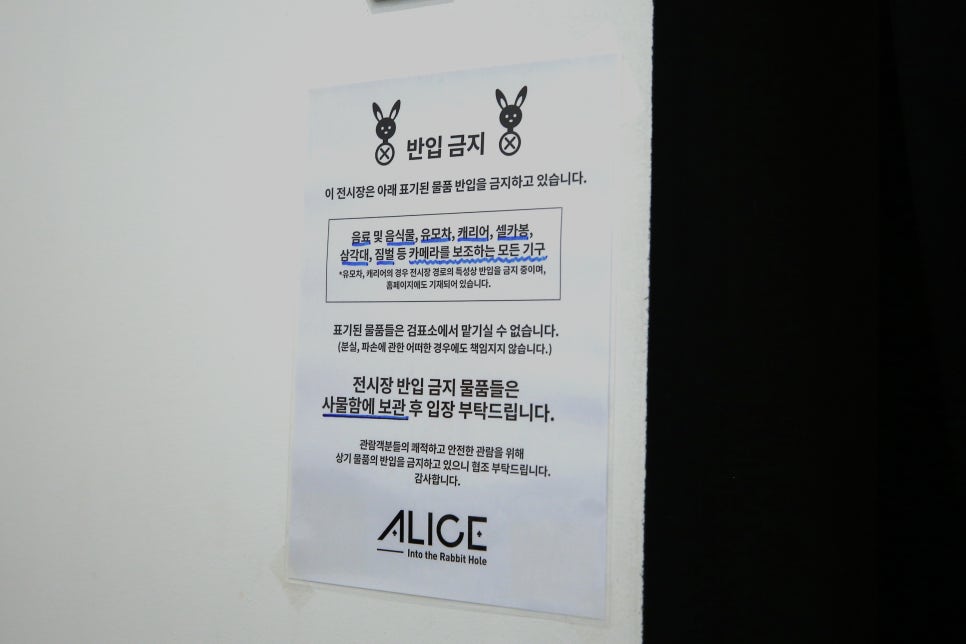 반입 금지
이 전시장은 아래 표기된 물품 반입을 금지하고 있습니다.
음료 및 음식물, 유모차, 캐리어, 셀카봉,
삼각대, 짐벌 등 카메라를 보조하는 모든 기구
*유모차, 캐리어의 경우 전시장 경로의 특성상 반입을 금지 중이며,
홈페이지에도 기재되어 있습니다.
표기된 물품들은 검표소에서 맡기실 수 없습니다.
(분실, 파손에 관한 어떠한 경우에도 책임지지 않습니다.)
전시장 반입 금지 물품들은
사물함에 보관 후 입장 부탁드립니다.
관람객분들의 쾌적하고 안전한 관람을 위해
상기 물품의 반입을 금지하고 있으니 협조 부탁드립니다.
감사합니다.
ALICE
Into the Rabbit Hole